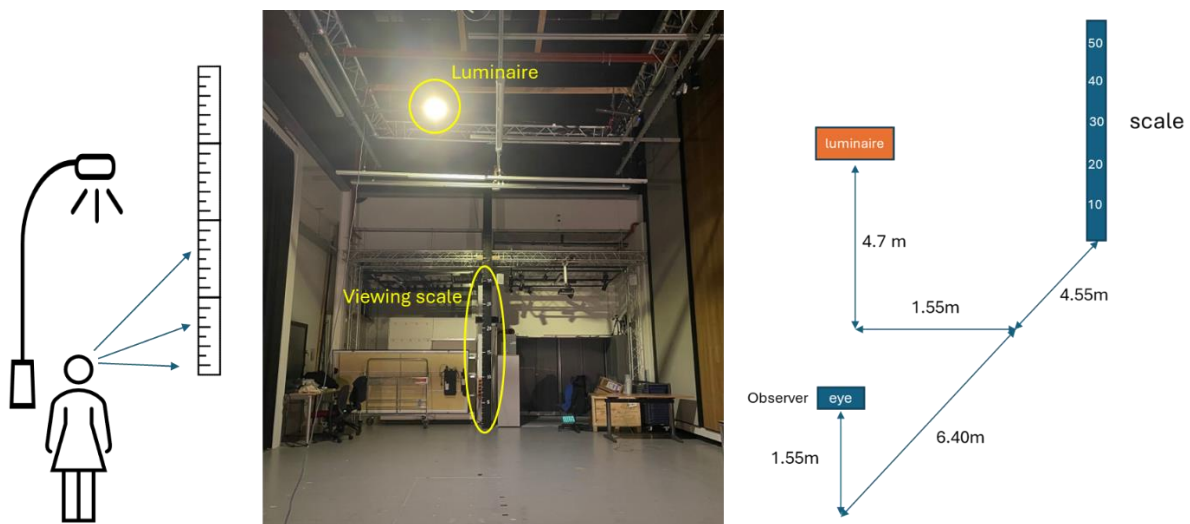 Luminaire
Viewing scale
50
40
30
20
10
scale
luminaire
4.7 m
1.55m
4.55m
Observer
eye
1.55m
6.40m